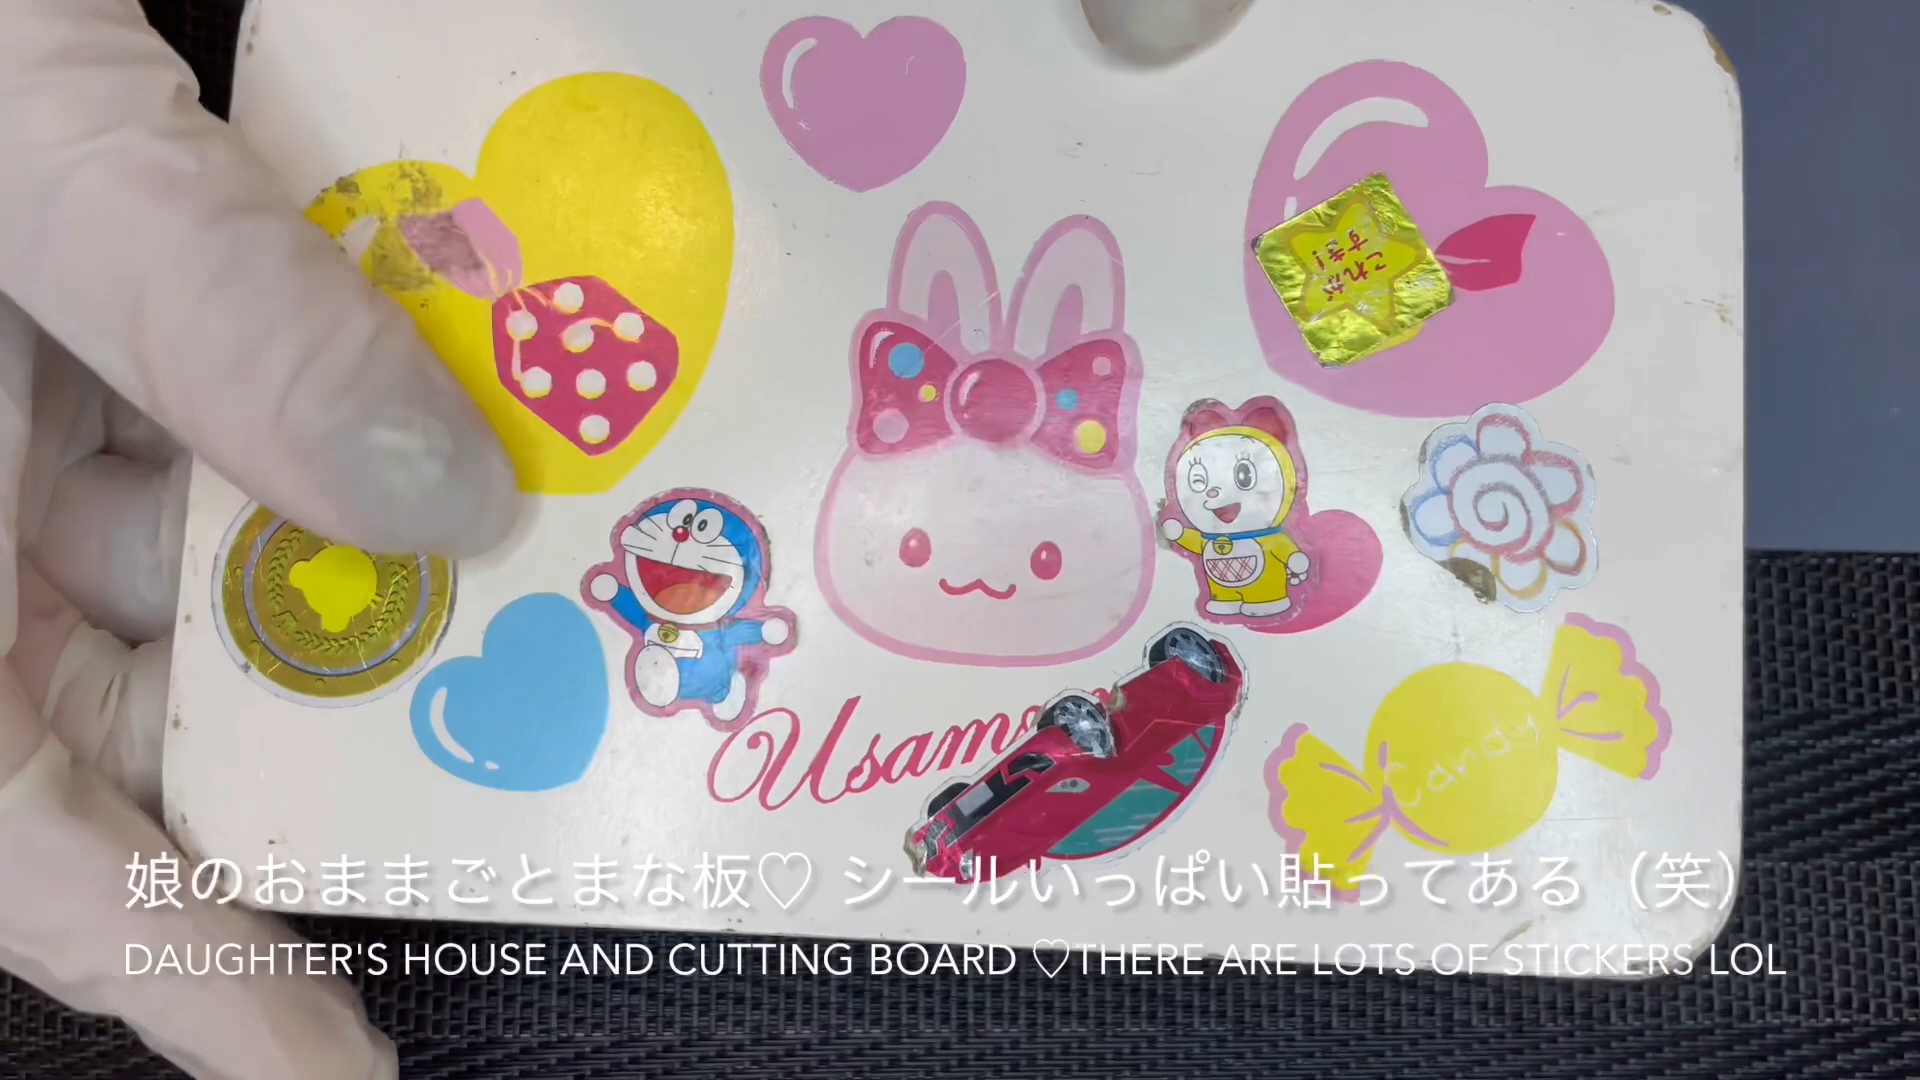 これが
すき!
Usam
Candy
娘のおままごとまな板♡ シールいっぱい貼ってある（笑）
DAUGHTER'S HOUSE AND CUTTING BOARD ♡THERE ARE LOTS OF STICKERS LOL